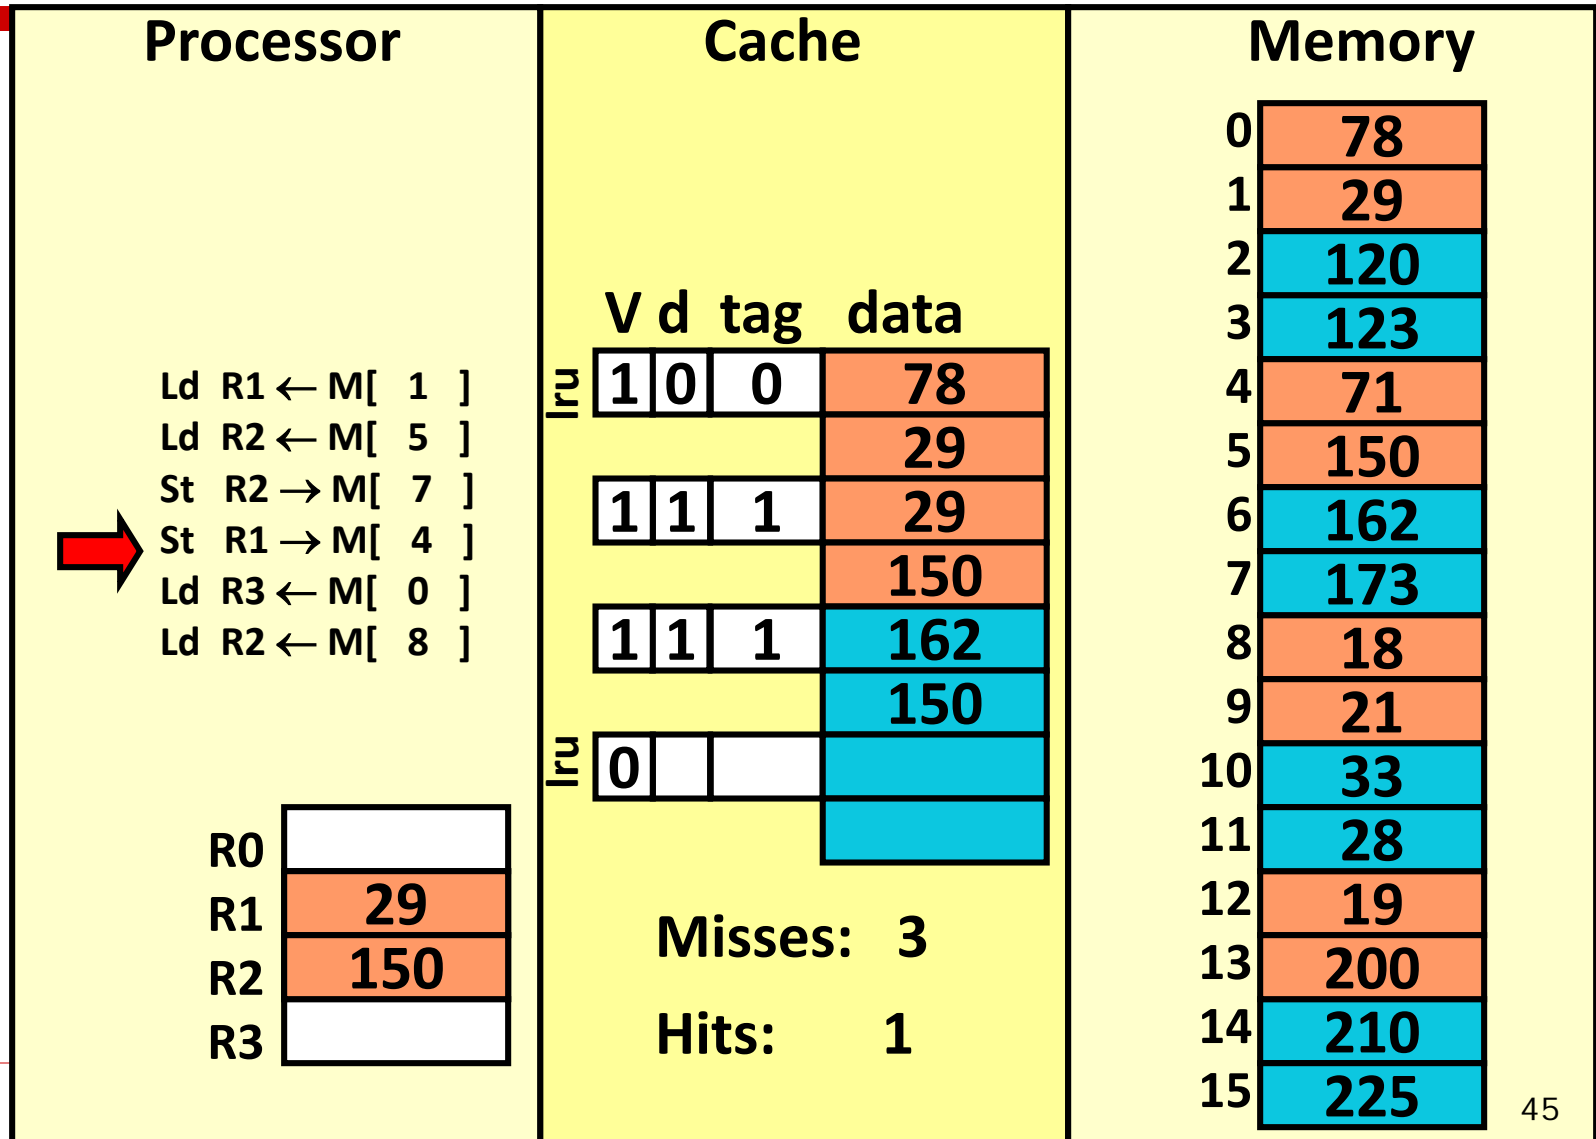 Processor
Ld R1 ← M[ 1 ]
Ld R2 ← M[ 5 ]
St R2 → M[ 7 ]
St R1 → M[ 4 ]
Ld R3 ← M[ 0 ]
Ld R2 ← M[ 8 ]
R0
R1 29
R2 150
R3
Cache
V d tag data
lru 1 0 0 78
29
1 1 1 29
150
1 1 1 162
150
lru 0
Misses: 3
Hits: 1
Memory
0 78
1 29
2 120
3 123
4 71
5 150
6 162
7 173
8 18
9 21
10 33
11 28
12 19
13 200
14 210
15 225
45